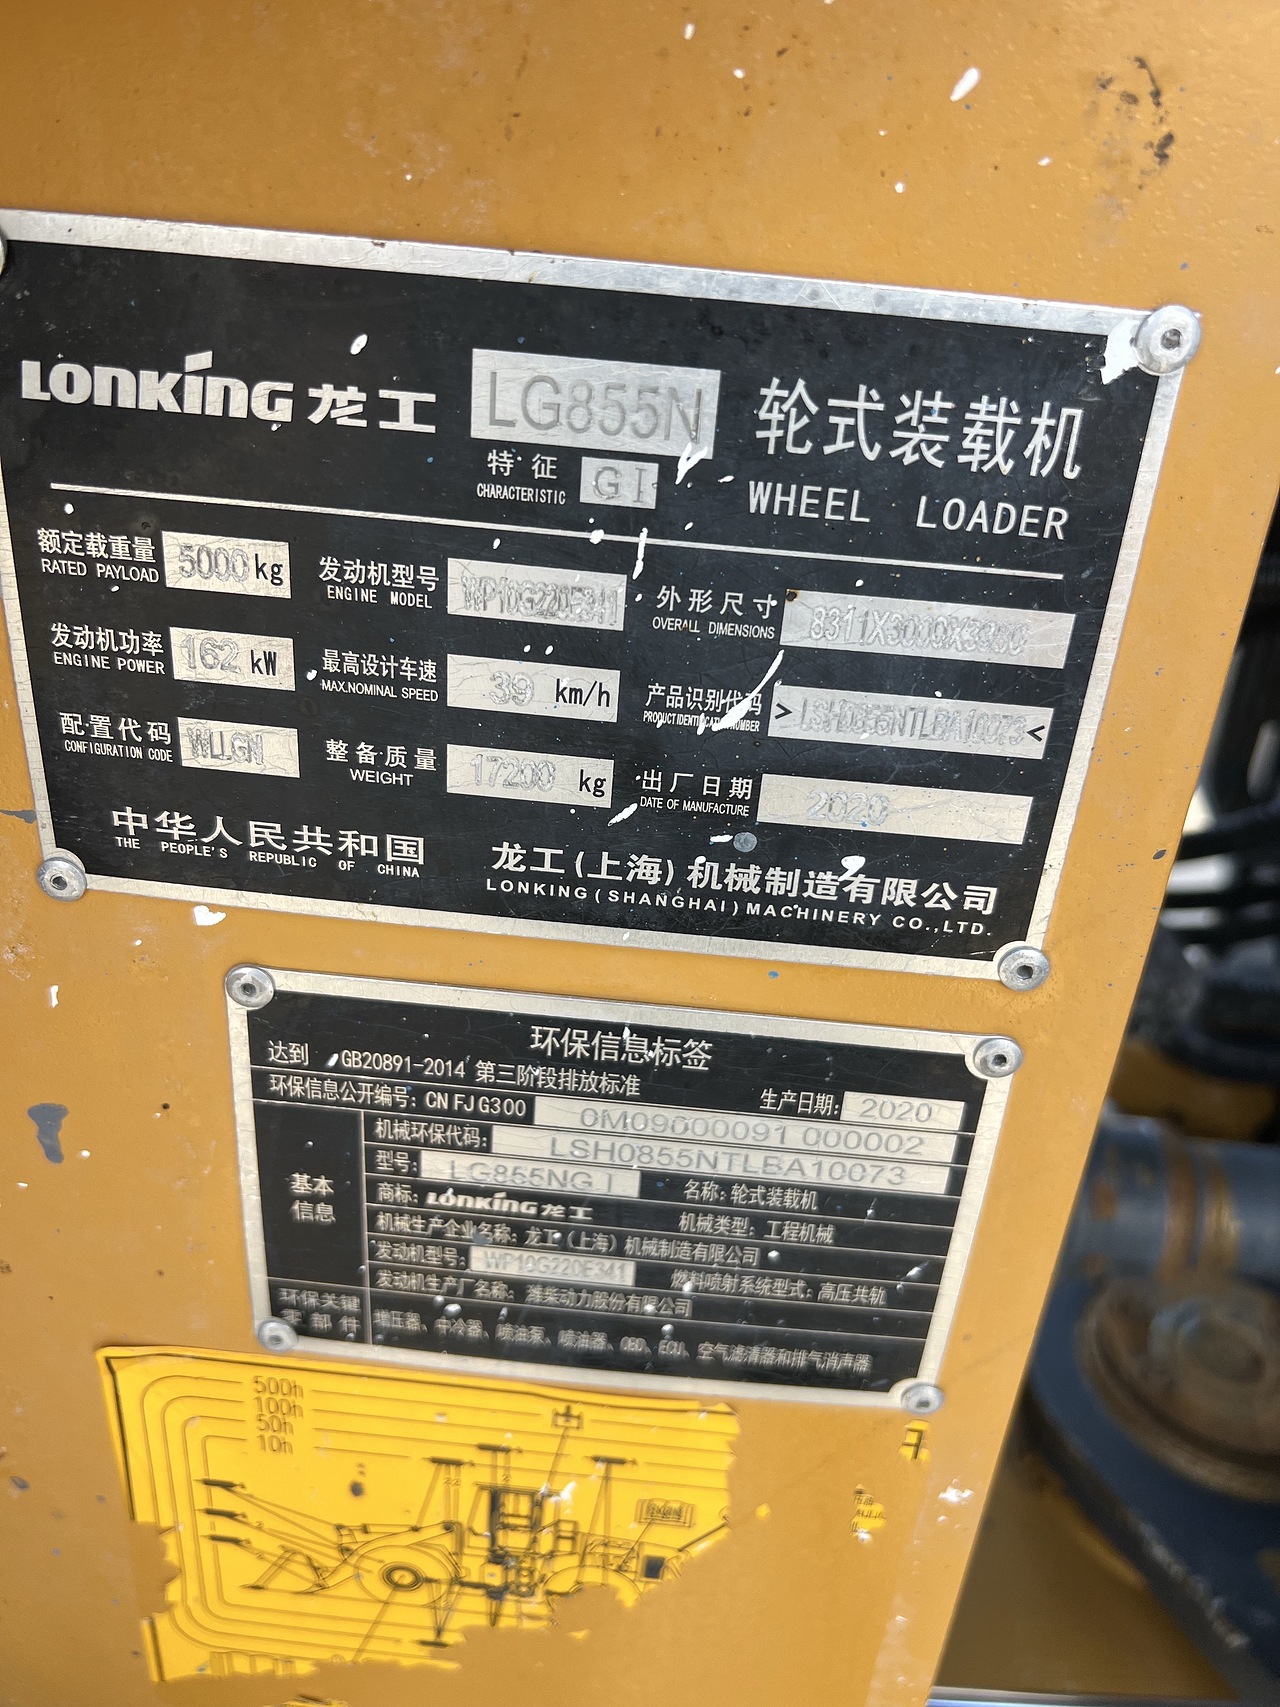 LONKING 龙工 LG855N 轮式装载机
特征 GI
CHARACTERISTIC
WHEEL LOADER
额定载重量 5000 kg
RATED PAYLOAD
发动机型号 WP10G220E341
ENGINE MODEL
外形尺寸
OVERALL DIMENSIONS
发动机功率 162 kW
ENGINE POWER
最高设计车速 39 km/h
MAX.NOMINAL SPEED
产品识别代码 >LSH0855NTLBA10073<
PRODUCT IDENTIFICATION NUMBER
配置代码 WLLGN
CONFIGURATION CODE
整备质量 17200 kg
WEIGHT
出厂日期 2020
DATE OF MANUFACTURE
中华人民共和国
THE PEOPLE'S REPUBLIC OF CHINA
龙工(上海)机械制造有限公司
LONKING(SHANGHAI)MACHINERY CO.,LTD.
环保信息标签
达到 GB20891-2014 第三阶段排放标准
生产日期: 2020
环保信息公开编号: CN FJ G300 0M09600091 000002
机械环保代码: LSH0855NTLBA10073
基本信息
型号: LG855NGI
名称: 轮式装载机
商标: LONKING 龙工
机械类型: 工程机械
机械生产企业名称: 龙工(上海)机械制造有限公司
发动机型号: WP10G220E341
燃料喷射系统型式: 高压共轨
发动机生产厂名称: 潍柴动力股份有限公司
环保关键零部件
增压器、中冷器、喷油泵、喷油器、OBD、ECU、空气滤清器和排气消声器
500h
100h
50h
10h